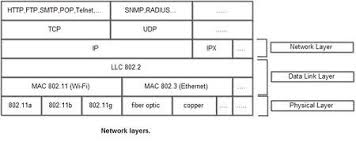 HTTP,FTP,SMTP,POP,Telnet,.... SNMP,RADIUS... ....
TCP UDP ....
IP IPX .... Network Layer
LLC 802.2
MAC 802.11 (Wi-Fi) MAC 802.3 (Ethernet) .... Data Link Layer
802.11a 802.11b 802.11g fiber optic copper ..... .... Physical Layer
Network layers.